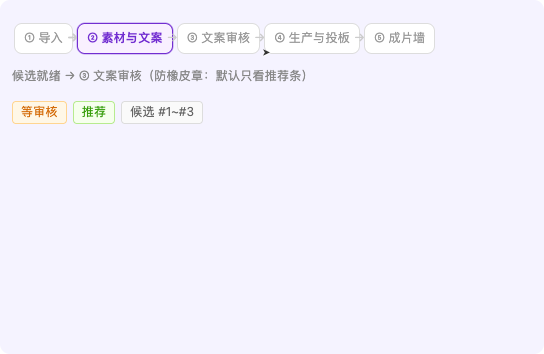 ① 导入 → ② 素材与文案 → ③ 文案审核 → ④ 生产与投板 → ⑤ 成片墙
候选就绪 → ③ 文案审核（防橡皮章：默认只看推荐条）
等审核 推荐 候选 #1~#3